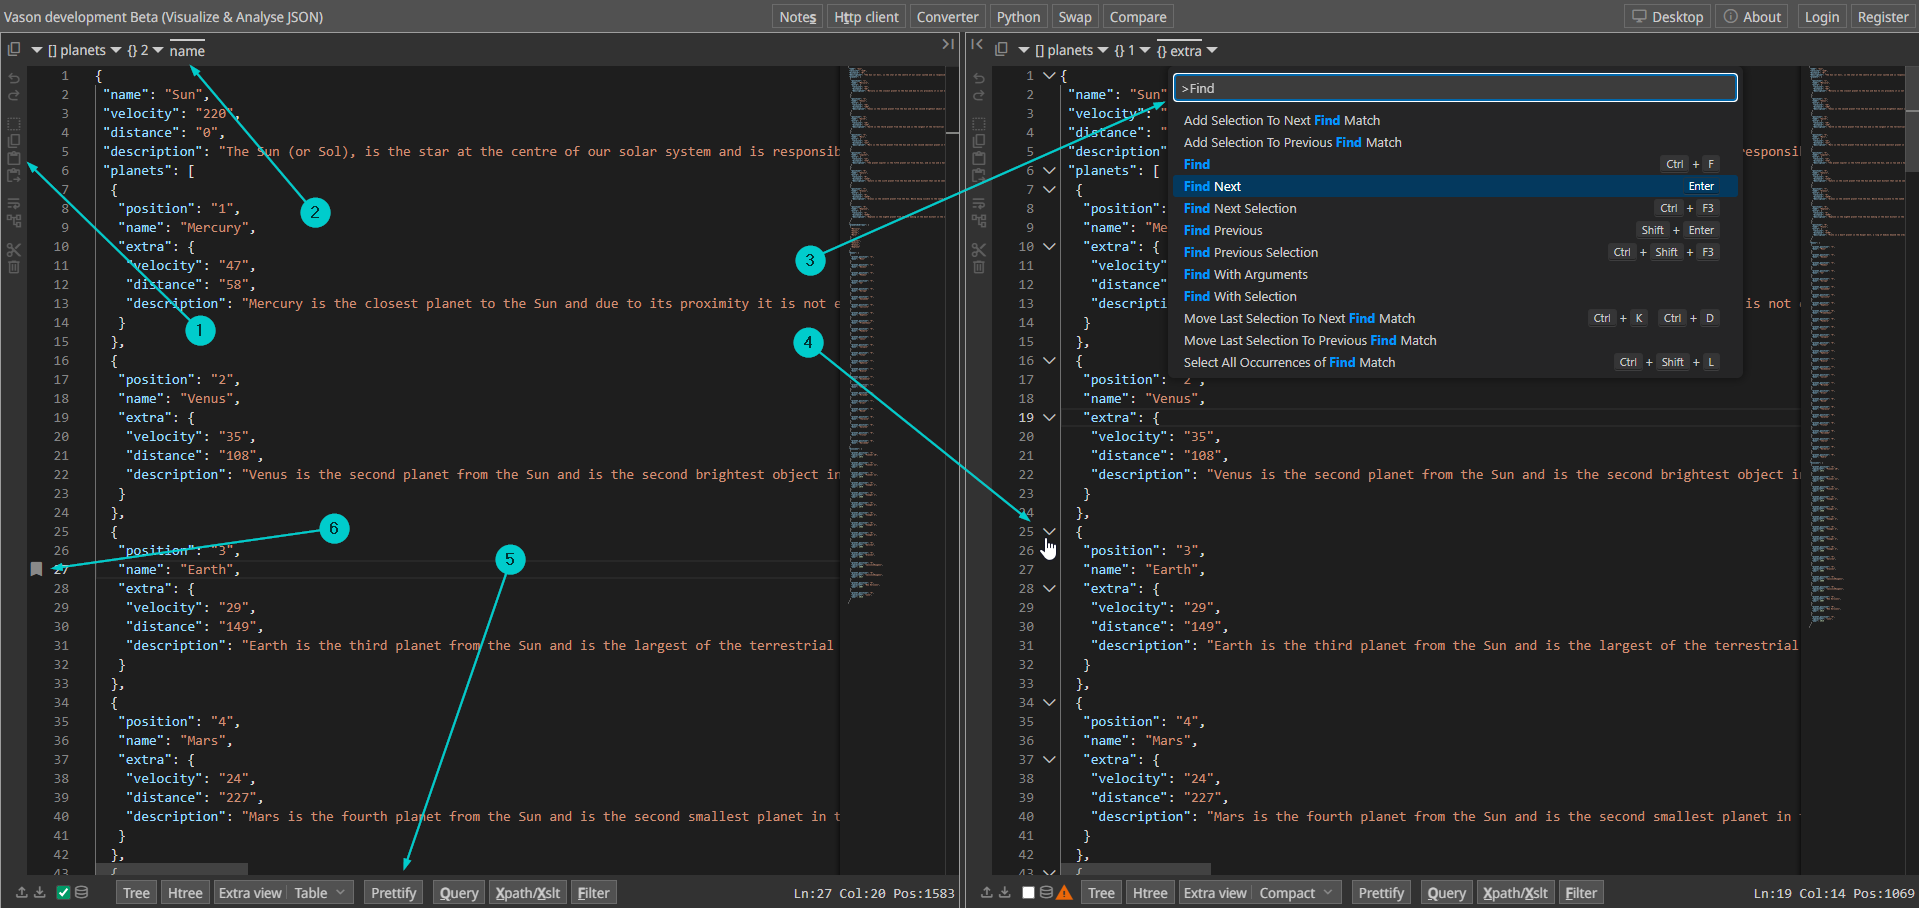 Vason development Beta (Visualize & Analyse JSON)
Notes Http client Converter Python Swap Compare
Desktop About Login Register
[] planets {} 2 name
1 {
2 "name": "Sun",
3 "velocity": "220",
4 "distance": "0",
5 "description": "The Sun (or Sol), is the star at the centre of our solar system and is responsib
6 "planets": [
7 {
8 "position": "1",
9 "name": "Mercury",
10 "extra": {
11 "velocity": "47",
12 "distance": "58",
13 "description": "Mercury is the closest planet to the Sun and due to its proximity it is not e
14 }
15 },
16 {
17 "position": "2",
18 "name": "Venus",
19 "extra": {
20 "velocity": "35",
21 "distance": "108",
22 "description": "Venus is the second planet from the Sun and is the second brightest object in
23 }
24 },
25 {
26 "position": "3",
27 "name": "Earth",
28 "extra": {
29 "velocity": "29",
30 "distance": "149",
31 "description": "Earth is the third planet from the Sun and is the largest of the terrestrial
32 }
33 },
34 {
35 "position": "4",
36 "name": "Mars",
37 "extra": {
38 "velocity": "24",
39 "distance": "227",
40 "description": "Mars is the fourth planet from the Sun and is the second smallest planet in t
41 }
42 },
43 {
1
2
3
4
5
6
Tree Htree Extra view Table Prettify Query Xpath/Xslt Filter Ln:27 Col:20 Pos:1583
[] planets {} 1 {} extra
>Find
Add Selection To Next Find Match
Add Selection To Previous Find Match
Find Ctrl + F
Find Next Enter
Find Next Selection Ctrl + F3
Find Previous Shift + Enter
Find Previous Selection Ctrl + Shift + F3
Find With Arguments
Find With Selection
Move Last Selection To Next Find Match Ctrl + K Ctrl + D
Move Last Selection To Previous Find Match
Select All Occurrences of Find Match Ctrl + Shift + L
1 {
2 "name": "Sun"
3 "velocity": "
4 "distance": "
5 "description" esponsi
6 "planets": [
7 {
8 "position":
9 "name": "Me
10 "extra": {
11 "velocity"
12 "distance"
13 "descripti is not
14 }
15 },
16 {
17 "position": "2",
18 "name": "Venus",
19 "extra": {
20 "velocity": "35",
21 "distance": "108",
22 "description": "Venus is the second planet from the Sun and is the second brightest object i
23 }
24 },
25 {
26 "position": "3",
27 "name": "Earth",
28 "extra": {
29 "velocity": "29",
30 "distance": "149",
31 "description": "Earth is the third planet from the Sun and is the largest of the terrestrial
32 }
33 },
34 {
35 "position": "4",
36 "name": "Mars",
37 "extra": {
38 "velocity": "24",
39 "distance": "227",
40 "description": "Mars is the fourth planet from the Sun and is the second smallest planet in
41 }
42 },
43 {
Tree Htree Extra view Compact Prettify Query Xpath/Xslt Filter Ln:19 Col:14 Pos:1069